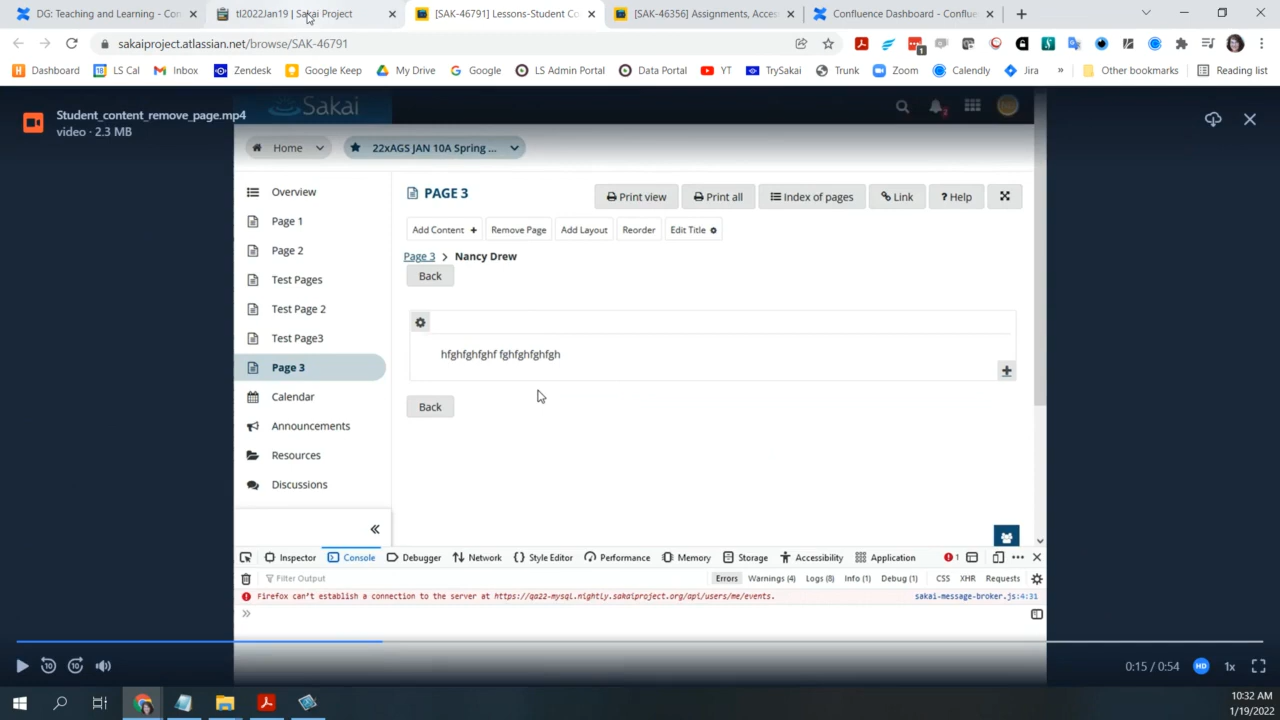 DG: Teaching and Learning - Con
tl2022Jan19 | Sakai Project
[SAK-46791] Lessons-Student Co
[SAK-46356] Assignments, Acces
Confluence Dashboard - Conflue
sakaiproject.atlassian.net/browse/SAK-46791
Dashboard
LS Cal
Inbox
Zendesk
Google Keep
My Drive
Google
LS Admin Portal
Data Portal
YT
TrySakai
Trunk
Zoom
Calendly
Jira
»
Other bookmarks
Reading list
Student_content_remove_page.mp4
video · 2.3 MB
Sakai
Home
22xAGS JAN 10A Spring ...
Overview
Page 1
Page 2
Test Pages
Test Page 2
Test Page3
Page 3
Calendar
Announcements
Resources
Discussions
«
PAGE 3
Print view
Print all
Index of pages
Link
? Help
Add Content +
Remove Page
Add Layout
Reorder
Edit Title
Page 3 > Nancy Drew
Back
hfghfghfghf fghfghfghfgh
Back
Inspector
Console
Debugger
Network
Style Editor
Performance
Memory
Storage
Accessibility
Application
1
Filter Output
Errors
Warnings (4)
Logs (8)
Info (1)
Debug (1)
CSS
XHR
Requests
Firefox can't establish a connection to the server at https://qa22-mysql.nightly.sakaiproject.org/api/users/me/events.
sakai-message-broker.js:4:31
»
10
10
0:15 / 0:54
HD
1x
10:32 AM
1/19/2022